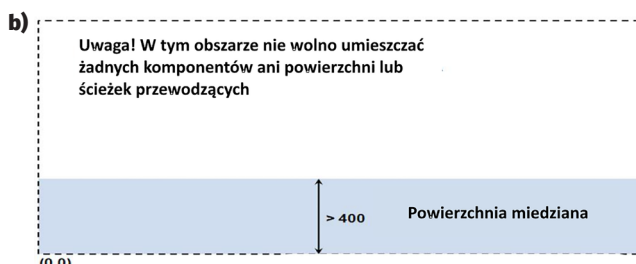 b)
Uwaga! W tym obszarze nie wolno umieszczać
żadnych komponentów ani powierzchni lub
ścieżek przewodzących
> 400
Powierzchnia miedziana
(0,0)